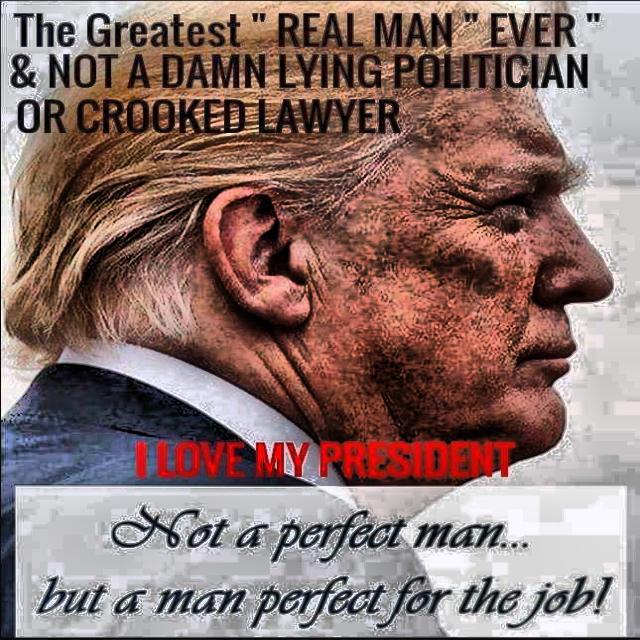 The Greatest " REAL MAN " EVER "
& NOT A DAMN LYING POLITICIAN
OR CROOKED LAWYER
I LOVE MY PRESIDENT
Not a perfect man...
but a man perfect for the job!